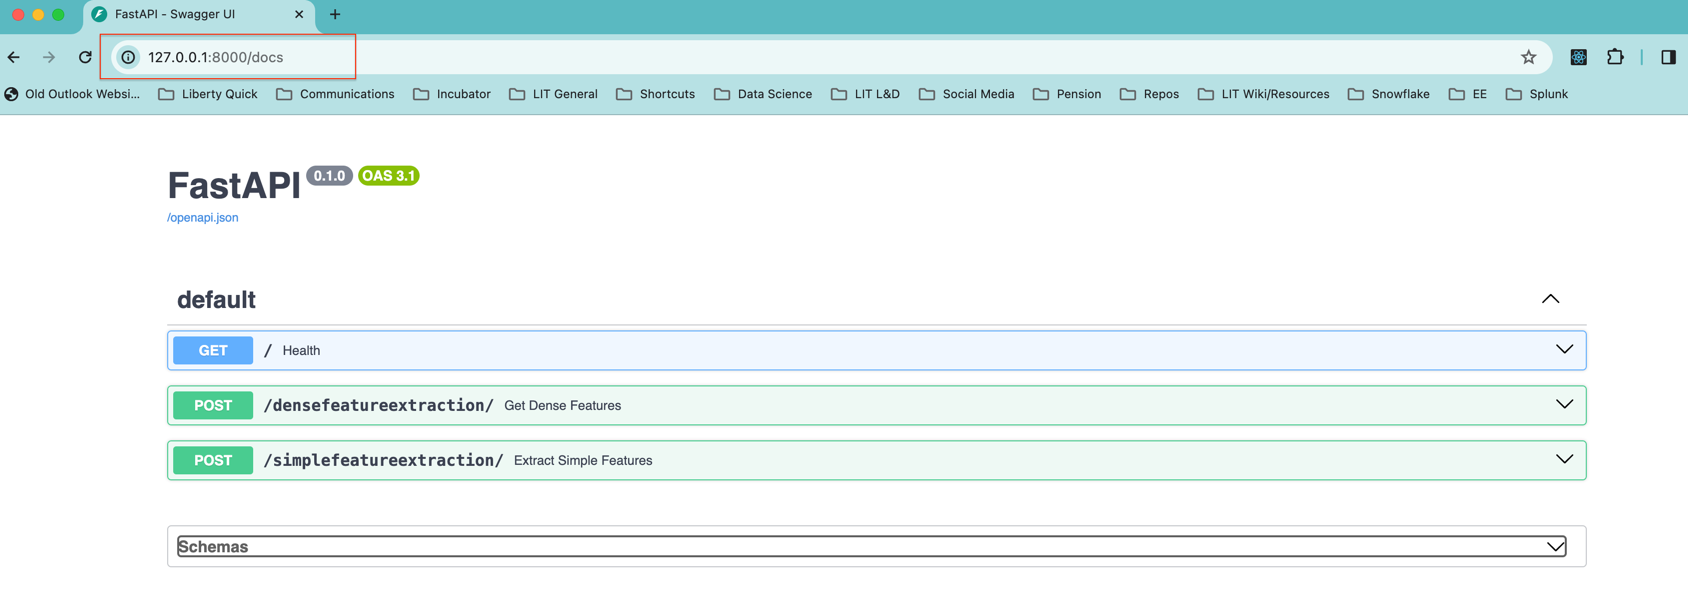 FastAPI - Swagger UI
127.0.0.1:8000/docs
Old Outlook Websi... Liberty Quick Communications Incubator LIT General Shortcuts Data Science LIT L&D Social Media Pension Repos LIT Wiki/Resources Snowflake EE Splunk
FastAPI 0.1.0 OAS 3.1
/openapi.json
default
GET / Health
POST /densefeatureextraction/ Get Dense Features
POST /simplefeatureextraction/ Extract Simple Features
Schemas